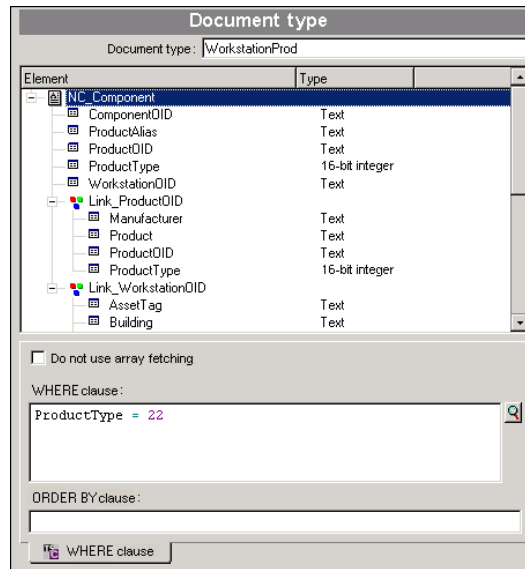 Document type
Document type: WorkstationProd
Element Type
NC_Component
ComponentOID Text
ProductAlias Text
ProductOID Text
ProductType 16-bit integer
WorkstationOID Text
Link_ProductOID
Manufacturer Text
Product Text
ProductOID Text
ProductType 16-bit integer
Link_WorkstationOID
AssetTag Text
Building Text
Do not use array fetching
WHERE clause:
ProductType = 22
ORDER BY clause:
WHERE clause